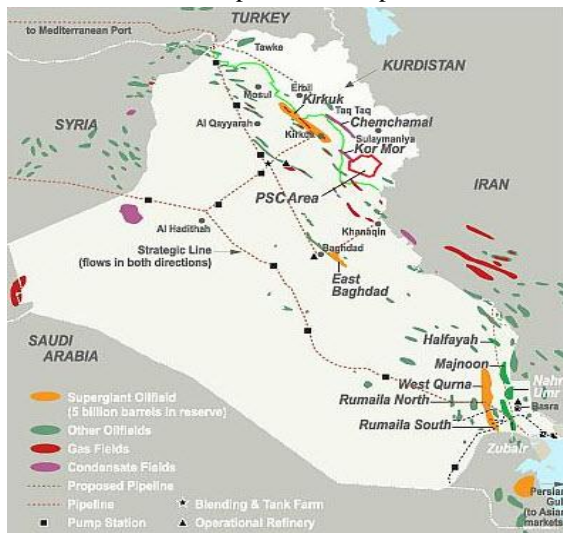 TURKEY
to Mediterranean Port
Tawke
KURDISTAN
Mosul
Erbil
Kirkuk
Taq Taq
Chemchamal
Al Qayyarah
Kirkuk
Sulaymaniya
SYRIA
Kor Mor
PSC Area
IRAN
Al Hadithah
Khanaqin
Strategic Line
(flows in both directions)
Baghdad
East
Baghdad
SAUDI
ARABIA
Halfayah
Majnoon
West Qurna
Nahr
Umr
Rumaila North
Basra
Rumaila South
Zubair
Supergiant Oilfield
(5 billion barrels in reserve)
Other Oilfields
Gas Fields
Condensate Fields
Proposed Pipeline
Pipeline
Blending & Tank Farm
Pump Station
Operational Refinery
Persian
Gulf
(to Asian
markets)